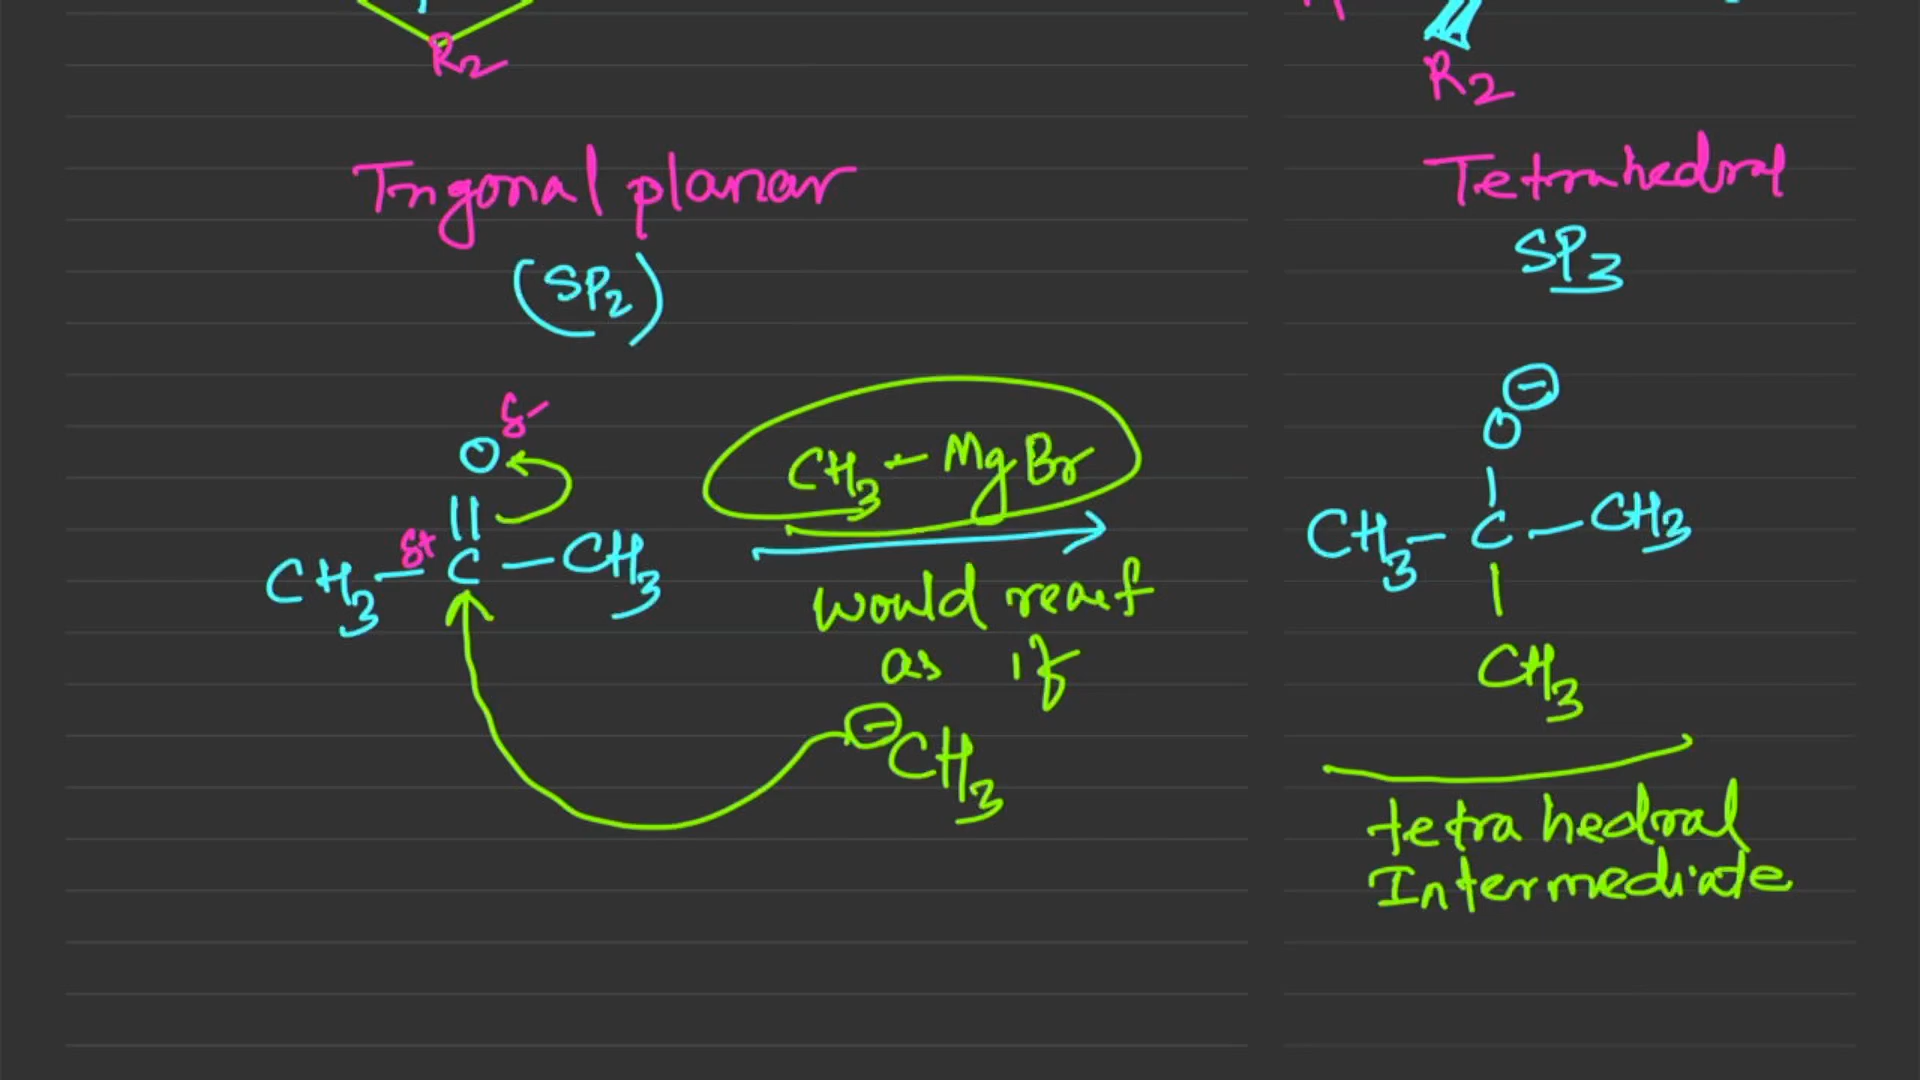 R2
R2
Trigonal planar
Tetrahedral
(SP2)
SP3
δ-
O
CH3 - MgBr
⊖
O
δ+
CH3 - C - CH3
CH3 - C - CH3
would react
as if
CH3
⊖CH3
tetrahedral
Intermediate